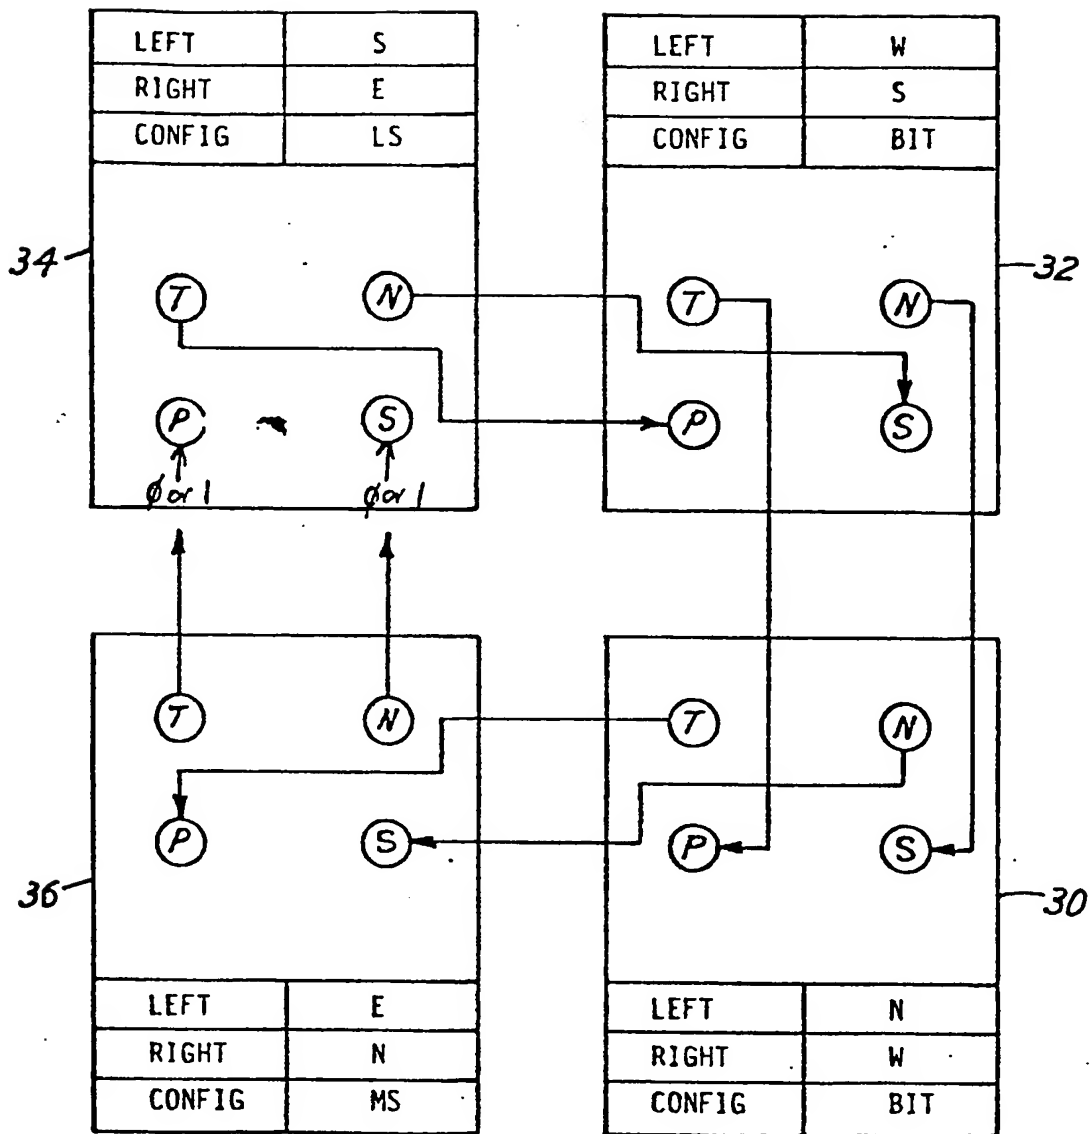 LEFT S
RIGHT E
CONFIG LS
LEFT W
RIGHT S
CONFIG BIT
34
T N
P S
ϕ or 1 ϕ or 1
T N
P S
32
T N
P S
36
T N
P S
30
LEFT E
RIGHT N
CONFIG MS
LEFT N
RIGHT W
CONFIG BIT